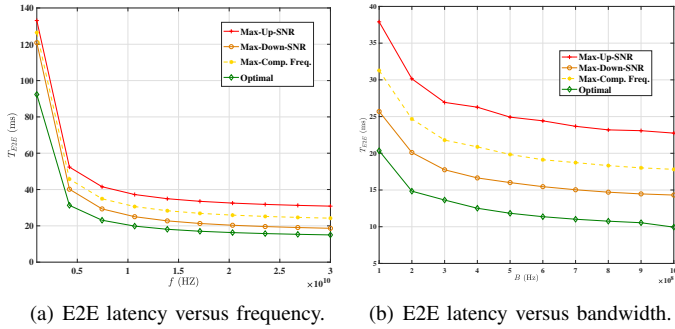 140
120
100
80
60
40
20
0
T_{E2E} (ms)
Max-Up-SNR
Max-Down-SNR
Max-Comp. Freq.
Optimal
0.5 1 1.5 2 2.5 3
×10^{10}
f (HZ)
(a) E2E latency versus frequency.
40
35
30
25
20
15
10
5
T_{E2E} (ms)
Max-Up-SNR
Max-Down-SNR
Max-Comp. Freq.
Optimal
1 2 3 4 5 6 7 8 9 10
×10^{8}
B (Hz)
(b) E2E latency versus bandwidth.